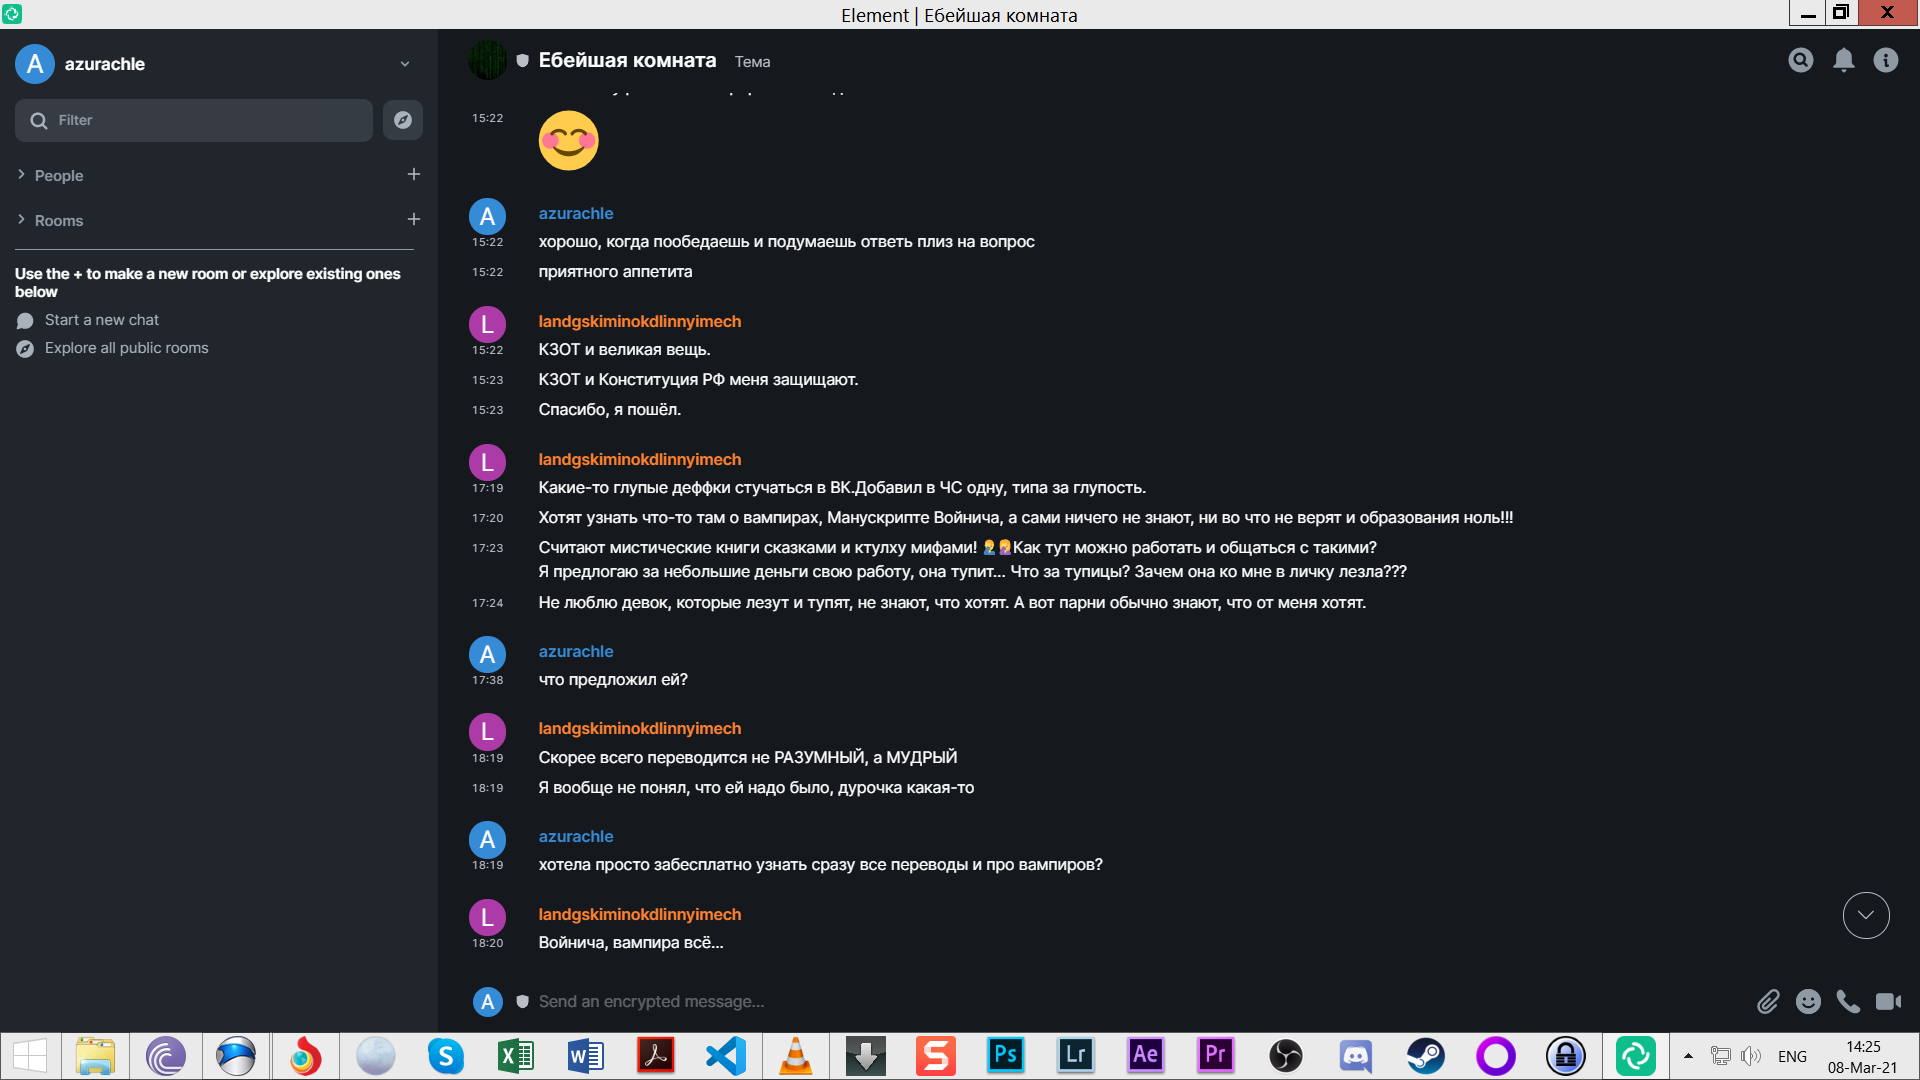 Element | Ебейшая комната
A azurachle
Filter
People
Rooms
Use the + to make a new room or explore existing ones
below
Start a new chat
Explore all public rooms
Ебейшая комната Тема
15:22
A azurachle
15:22 хорошо, когда пообедаешь и подумаешь ответь плиз на вопрос
15:22 приятного аппетита
L landgskiminokdlinnyimech
15:22 КЗОТ и великая вещь.
15:23 КЗОТ и Конституция РФ меня защищают.
15:23 Спасибо, я пошёл.
L landgskiminokdlinnyimech
17:19 Какие-то глупые деффки стучаться в ВК.Добавил в ЧС одну, типа за глупость.
17:20 Хотят узнать что-то там о вампирах, Манускрипте Войнича, а сами ничего не знают, ни во что не верят и образования ноль!!!
17:23 Считают мистические книги сказками и ктулху мифами! 🤦‍♂️🤦‍♀️Как тут можно работать и общаться с такими?
Я предлогаю за небольшие деньги свою работу, она тупит... Что за тупицы? Зачем она ко мне в личку лезла???
17:24 Не люблю девок, которые лезут и тупят, не знают, что хотят. А вот парни обычно знают, что от меня хотят.
A azurachle
17:38 что предложил ей?
L landgskiminokdlinnyimech
18:19 Скорее всего переводится не РАЗУМНЫЙ, а МУДРЫЙ
18:19 Я вообще не понял, что ей надо было, дурочка какая-то
A azurachle
18:19 хотела просто забесплатно узнать сразу все переводы и про вампиров?
L landgskiminokdlinnyimech
18:20 Войнича, вампира всё...
A Send an encrypted message...
Ps Lr Ae Pr
ENG
14:25
08-Mar-21